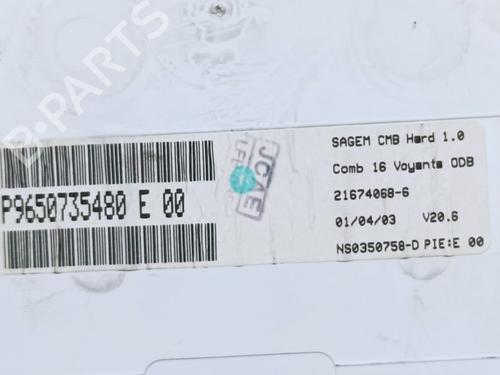 P9650735480 E 00
SAGEM CMB Hard 1.0
Comb 16 Voyants ODB
21674068-6
01/04/03 V20.6
NS0350758-D PIE:E 00
JCAE
B-PARTS